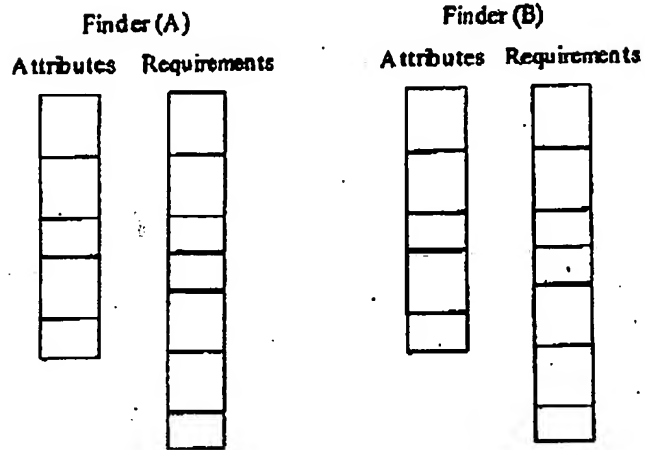 Finder (A)
Attributes Requirements
Finder (B)
Attributes Requirements